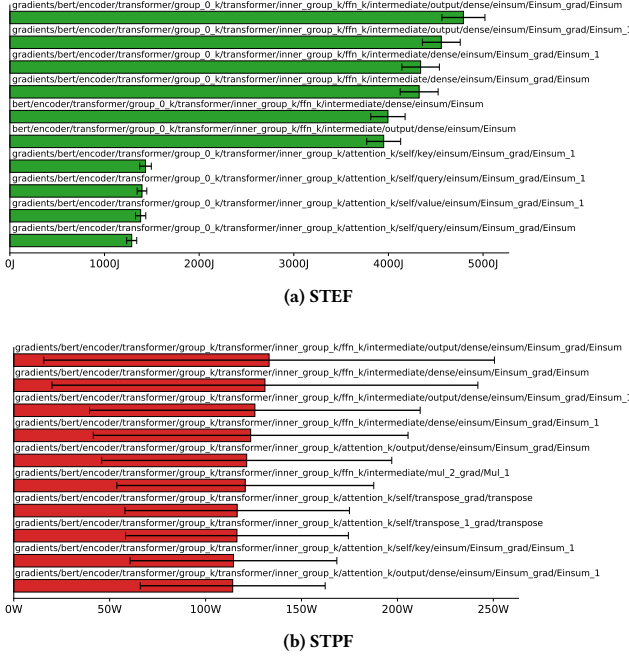 gradients/bert/encoder/transformer/group_0_k/transformer/inner_group_k/ffn_k/intermediate/output/dense/einsum/Einsum_grad/Einsum
gradients/bert/encoder/transformer/group_0_k/transformer/inner_group_k/ffn_k/intermediate/output/dense/einsum/Einsum_grad/Einsum_1
gradients/bert/encoder/transformer/group_0_k/transformer/inner_group_k/ffn_k/intermediate/dense/einsum/Einsum_grad/Einsum_1
gradients/bert/encoder/transformer/group_0_k/transformer/inner_group_k/ffn_k/intermediate/dense/einsum/Einsum_grad/Einsum
bert/encoder/transformer/group_0_k/transformer/inner_group_k/ffn_k/intermediate/dense/einsum/Einsum
bert/encoder/transformer/group_0_k/transformer/inner_group_k/ffn_k/intermediate/output/dense/einsum/Einsum
gradients/bert/encoder/transformer/group_0_k/transformer/inner_group_k/attention_k/self/key/einsum/Einsum_grad/Einsum_1
gradients/bert/encoder/transformer/group_0_k/transformer/inner_group_k/attention_k/self/query/einsum/Einsum_grad/Einsum_1
gradients/bert/encoder/transformer/group_0_k/transformer/inner_group_k/attention_k/self/value/einsum/Einsum_grad/Einsum_1
gradients/bert/encoder/transformer/group_0_k/transformer/inner_group_k/attention_k/self/query/einsum/Einsum_grad/Einsum
0J 1000J 2000J 3000J 4000J 5000J
(a) STEF
gradients/bert/encoder/transformer/group_k/transformer/inner_group_k/ffn_k/intermediate/output/dense/einsum/Einsum_grad/Einsum
gradients/bert/encoder/transformer/group_k/transformer/inner_group_k/ffn_k/intermediate/dense/einsum/Einsum_grad/Einsum
gradients/bert/encoder/transformer/group_k/transformer/inner_group_k/ffn_k/intermediate/output/dense/einsum/Einsum_grad/Einsum_1
gradients/bert/encoder/transformer/group_k/transformer/inner_group_k/ffn_k/intermediate/dense/einsum/Einsum_grad/Einsum_1
gradients/bert/encoder/transformer/group_k/transformer/inner_group_k/attention_k/output/dense/einsum/Einsum_grad/Einsum
gradients/bert/encoder/transformer/group_k/transformer/inner_group_k/ffn_k/intermediate/mul_2_grad/Mul_1
gradients/bert/encoder/transformer/group_k/transformer/inner_group_k/attention_k/self/transpose_grad/transpose
gradients/bert/encoder/transformer/group_k/transformer/inner_group_k/attention_k/self/transpose_1_grad/transpose
gradients/bert/encoder/transformer/group_k/transformer/inner_group_k/attention_k/self/key/einsum/Einsum_grad/Einsum_1
gradients/bert/encoder/transformer/group_k/transformer/inner_group_k/attention_k/output/dense/einsum/Einsum_grad/Einsum_1
0W 50W 100W 150W 200W 250W
(b) STPF